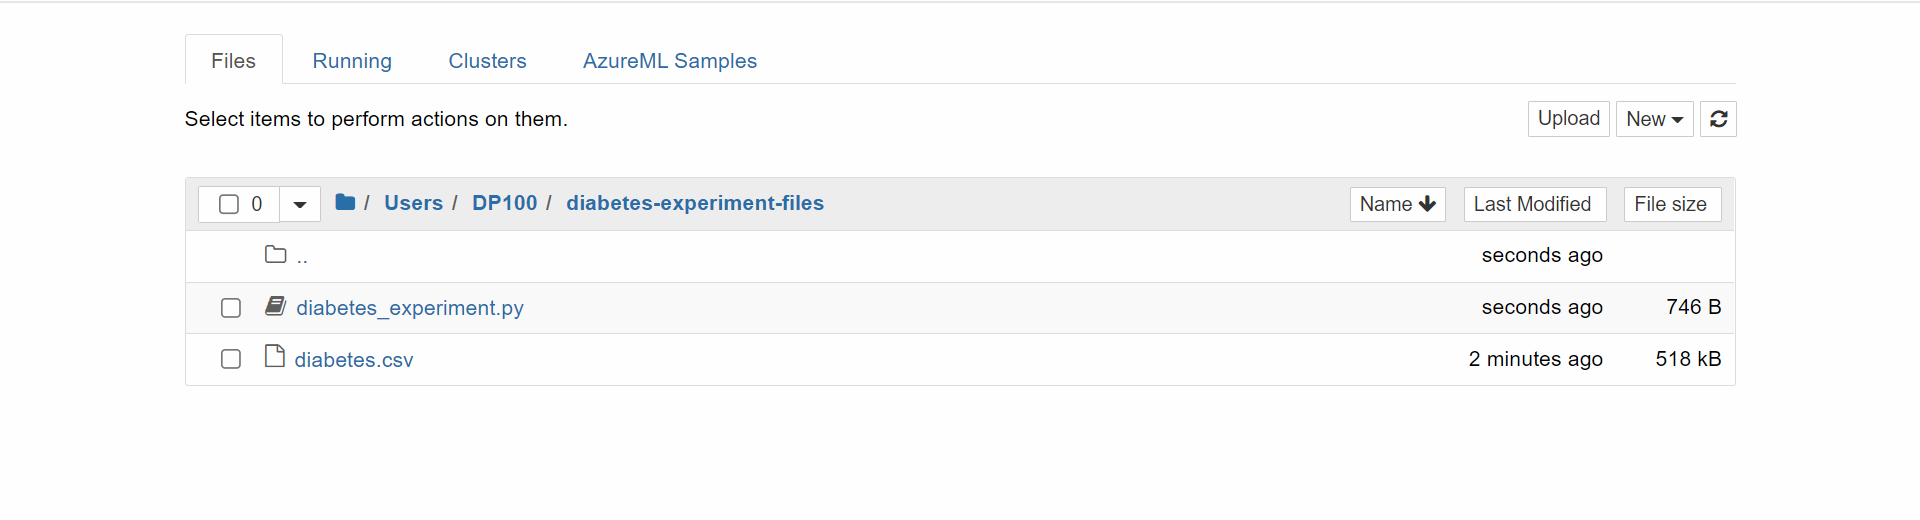 Files Running Clusters AzureML Samples
Select items to perform actions on them. Upload New
0 / Users / DP100 / diabetes-experiment-files Name Last Modified File size
.. seconds ago
diabetes_experiment.py seconds ago 746 B
diabetes.csv 2 minutes ago 518 kB